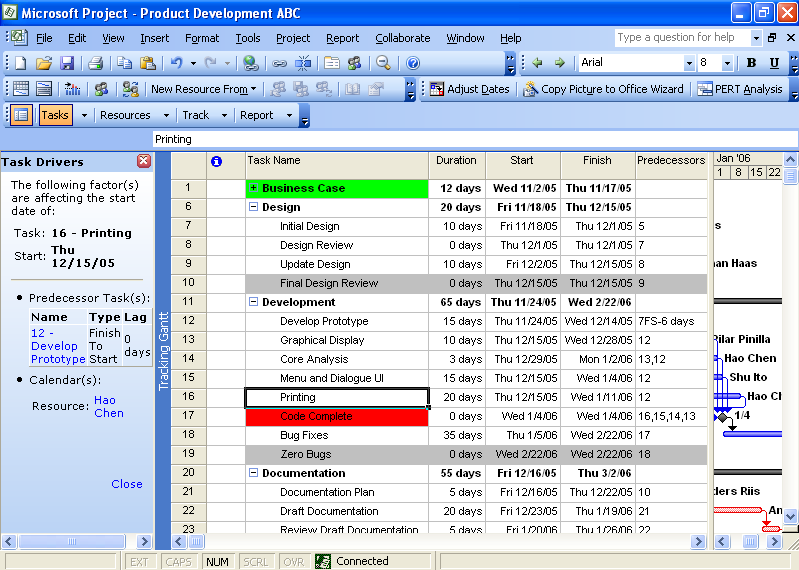 Microsoft Project - Product Development ABC
File Edit View Insert Format Tools Project Report Collaborate Window Help Type a question for help
Arial 8 B U
New Resource From Adjust Dates Copy Picture to Office Wizard PERT Analysis
Tasks Resources Track Report
Printing
Task Drivers
The following factor(s)
are affecting the start
date of:
Task: 16 - Printing
Start: Thu
12/15/05
Predecessor Task(s):
Name Type Lag
12 - Develop Prototype Finish To Start 0 days
Calendar(s):
Resource: Hao Chen
Close
Tracking Gantt
Task Name Duration Start Finish Predecessors Jan '06
1 8 15 22
1 + Business Case 12 days Wed 11/2/05 Thu 11/17/05
6 Design 20 days Fri 11/18/05 Thu 12/15/05
7 Initial Design 10 days Fri 11/18/05 Thu 12/1/05 5
8 Design Review 0 days Thu 12/1/05 Thu 12/1/05 7
9 Update Design 10 days Fri 12/2/05 Thu 12/15/05 8
10 Final Design Review 0 days Thu 12/15/05 Thu 12/15/05 9
11 Development 65 days Thu 11/24/05 Wed 2/22/06
12 Develop Prototype 15 days Thu 11/24/05 Wed 12/14/05 7FS-6 days
13 Graphical Display 10 days Thu 12/15/05 Wed 12/28/05 12
14 Core Analysis 3 days Thu 12/29/05 Mon 1/2/06 13,12
15 Menu and Dialogue UI 15 days Thu 12/15/05 Wed 1/4/06 12
16 Printing 20 days Thu 12/15/05 Wed 1/11/06 12
17 Code Complete 0 days Wed 1/4/06 Wed 1/4/06 16,15,14,13
18 Bug Fixes 35 days Thu 1/5/06 Wed 2/22/06 17
19 Zero Bugs 0 days Wed 2/22/06 Wed 2/22/06 18
20 Documentation 55 days Fri 12/16/05 Thu 3/2/06
21 Documentation Plan 5 days Fri 12/16/05 Thu 12/22/05 10
22 Draft Documentation 20 days Fri 12/23/05 Thu 1/19/06 21
23 Review Draft Documentation 5 days Fri 1/20/06 Thu 1/26/06 22
s
nan Haas
Pilar Pinilla
Hao Chen
Shu Ito
Hao Cl
1/4
ders Riis
An
EXT CAPS NUM SCRL OVR Connected